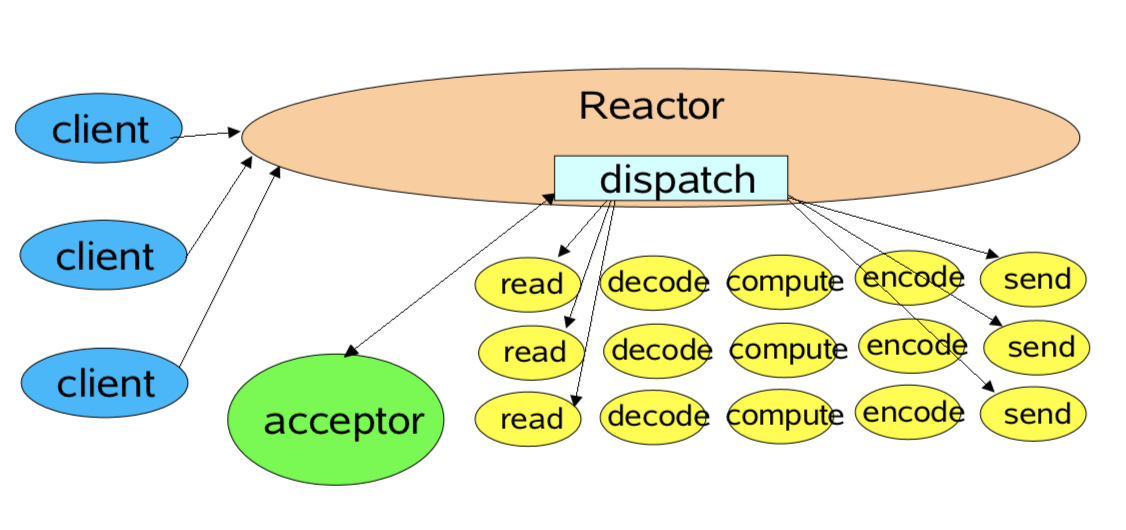 Reactor
client
dispatch
client
client
acceptor
read decode compute encode send
read decode compute encode send
read decode compute encode send